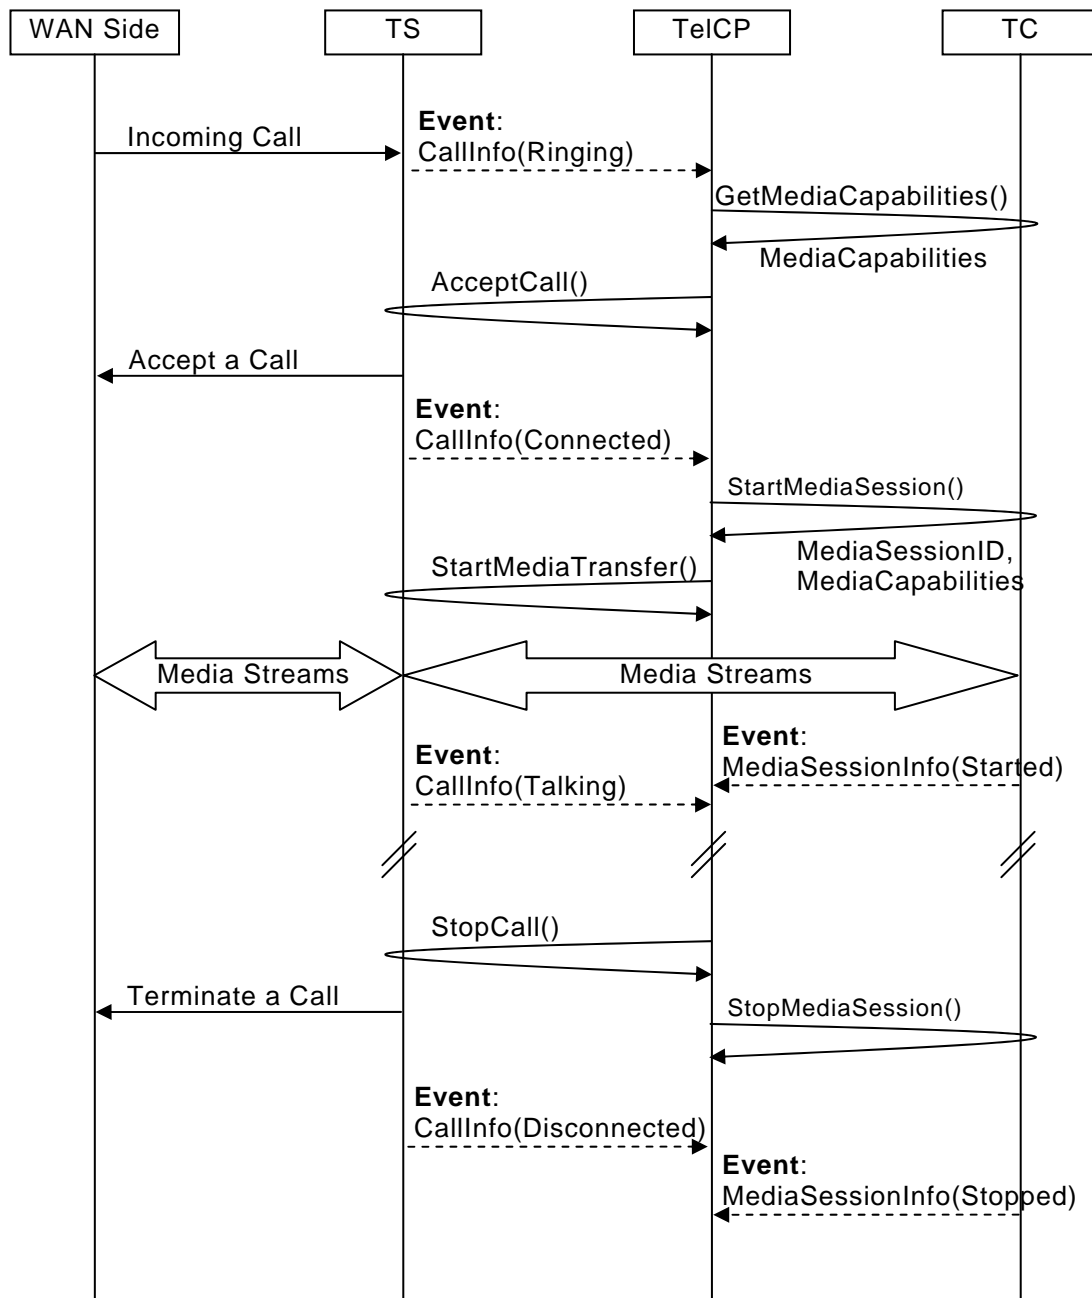 WAN Side
TS
TelCP
TC
Incoming Call
Event:
CallInfo(Ringing)
GetMediaCapabilities()
MediaCapabilities
AcceptCall()
Accept a Call
Event:
CallInfo(Connected)
StartMediaSession()
MediaSessionID,
MediaCapabilities
StartMediaTransfer()
Media Streams
Media Streams
Event:
CallInfo(Talking)
Event:
MediaSessionInfo(Started)
StopCall()
Terminate a Call
StopMediaSession()
Event:
CallInfo(Disconnected)
Event:
MediaSessionInfo(Stopped)